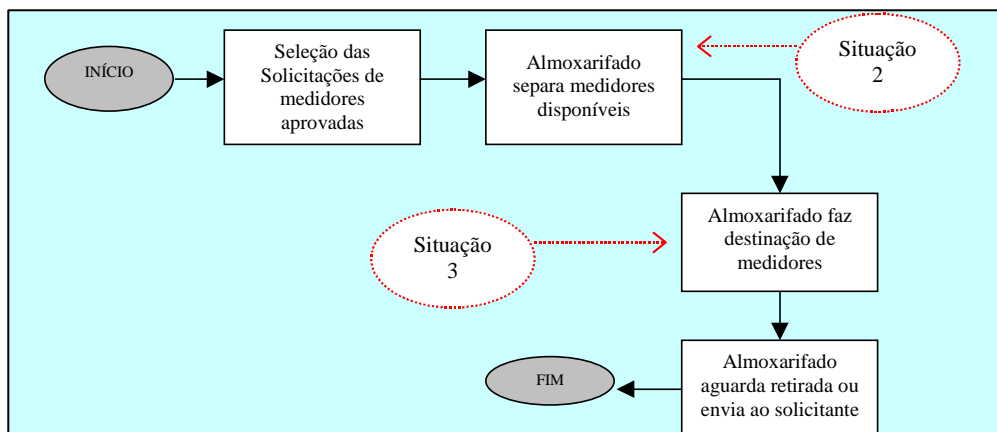 INÍCIO
Seleção das
Solicitações de
medidores
aprovadas
Almoxarifado
separa medidores
disponíveis
Situação
2
Almoxarifado faz
destinação de
medidores
Situação
3
Almoxarifado
aguarda retirada ou
envia ao solicitante
FIM